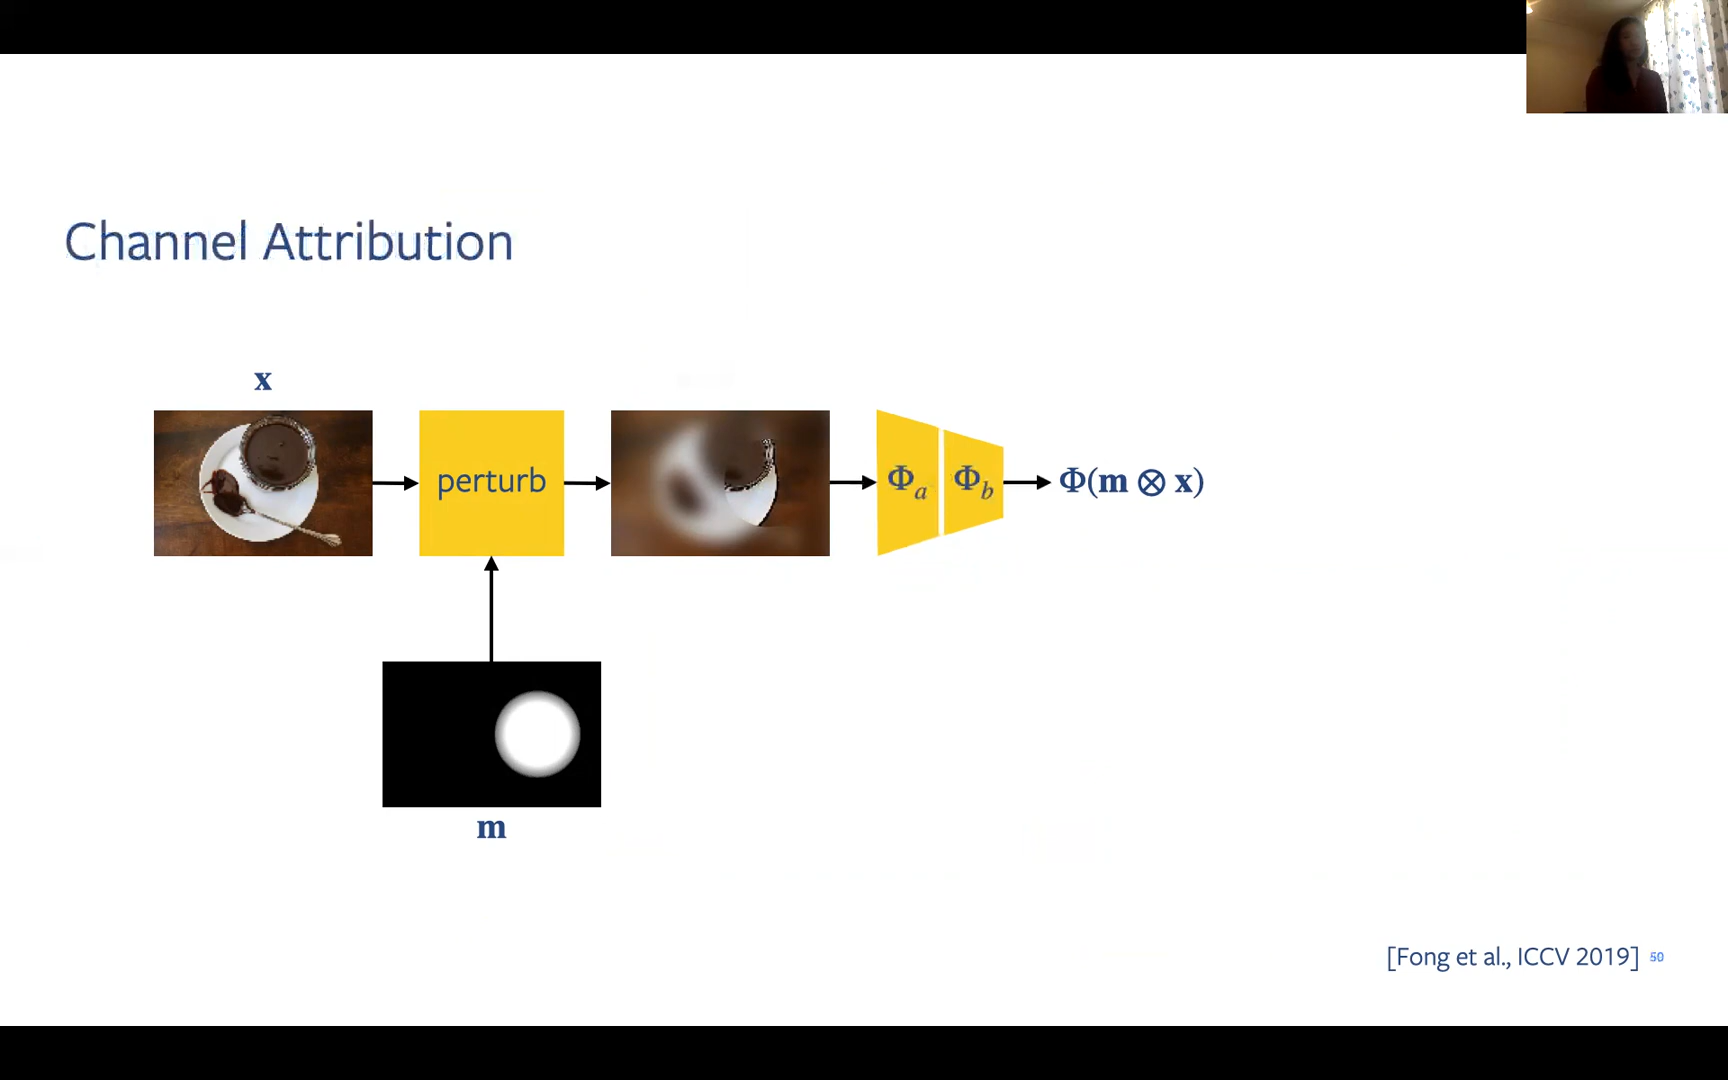 Channel Attribution
x
perturb
Φa
Φb
Φ(m ⊗ x)
m
[Fong et al., ICCV 2019] 50